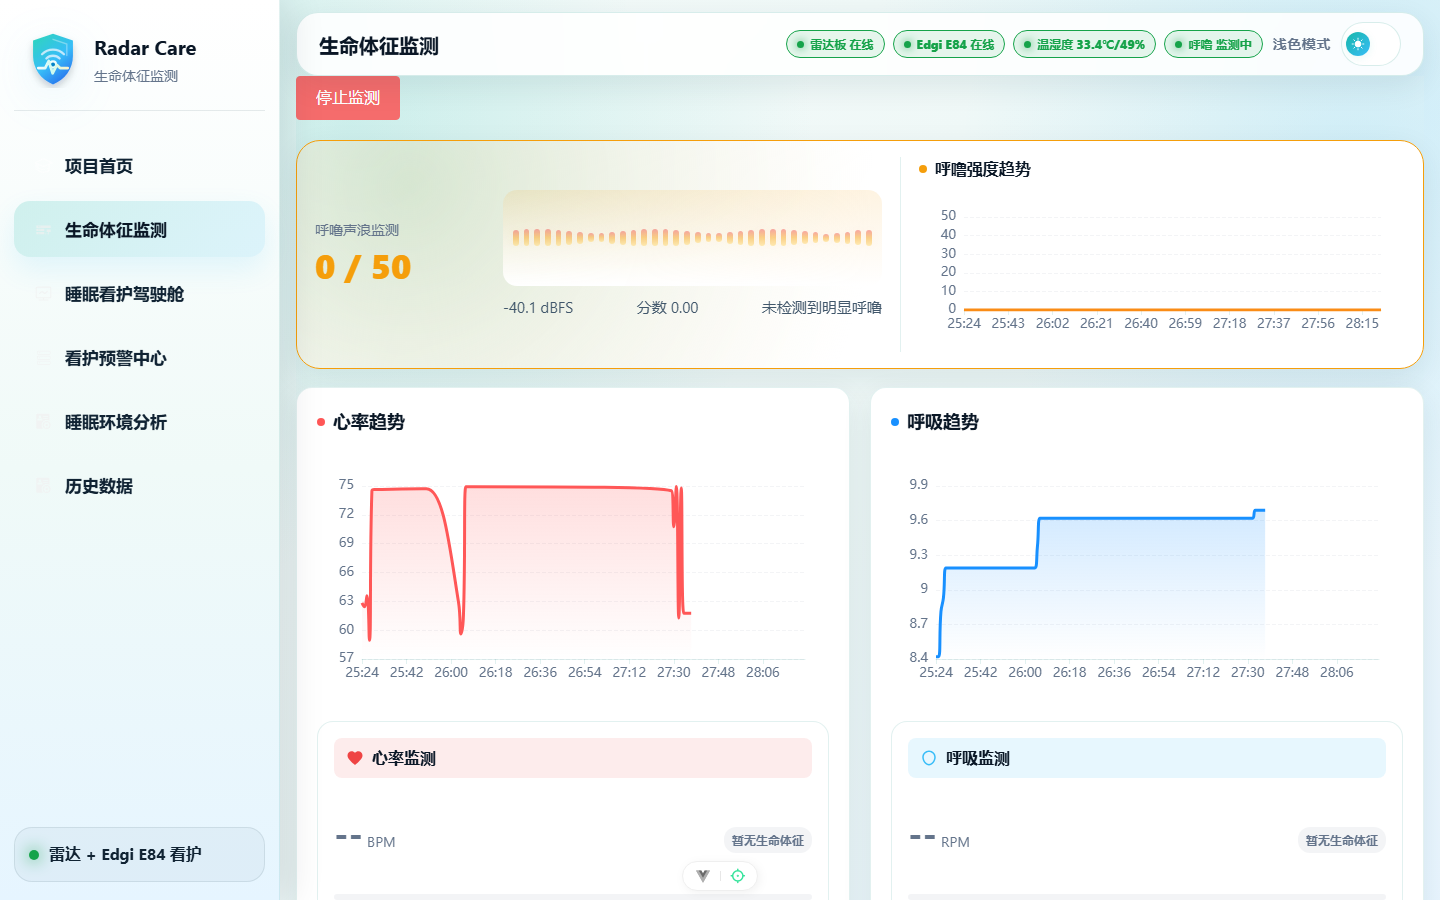 Radar Care
生命体征监测
项目首页
生命体征监测
睡眠看护驾驶舱
看护预警中心
睡眠环境分析
历史数据
雷达 + Edgi E84 看护
生命体征监测
雷达板 在线
Edgi E84 在线
温湿度 33.4°C/49%
呼噜 监测中
浅色模式
停止监测
呼噜声浪监测
0 / 50
-40.1 dBFS
分数 0.00
未检测到明显呼噜
呼噜强度趋势
50
40
30
20
10
0
25:24 25:43 26:02 26:21 26:40 26:59 27:18 27:37 27:56 28:15
心率趋势
75
72
69
66
63
60
57
25:24 25:42 26:00 26:18 26:36 26:54 27:12 27:30 27:48 28:06
心率监测
-- BPM
暂无生命体征
呼吸趋势
9.9
9.6
9.3
9
8.7
8.4
25:24 25:42 26:00 26:18 26:36 26:54 27:12 27:30 27:48 28:06
呼吸监测
-- RPM
暂无生命体征